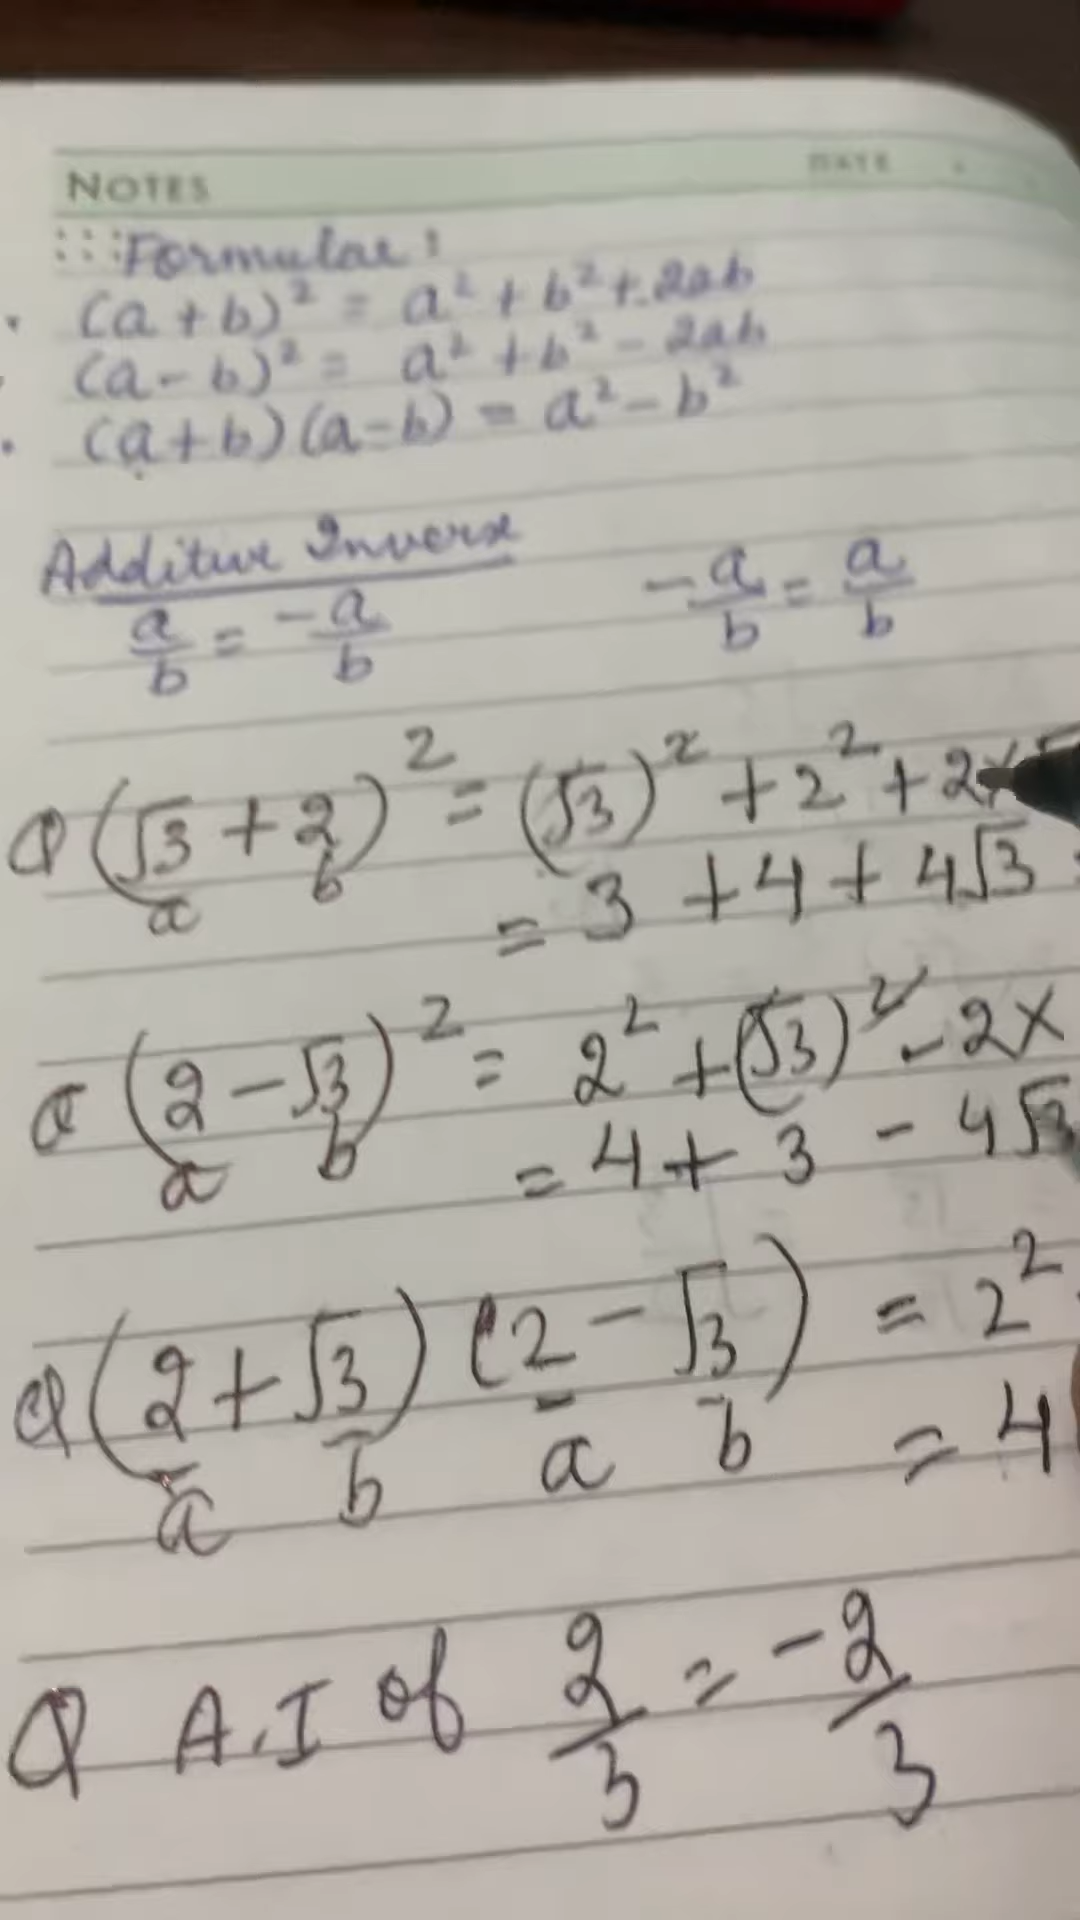 NOTES DATE
Formulae:
(a + b)² = a² + b² + 2ab
(a - b)² = a² + b² - 2ab
(a + b) (a - b) = a² - b²
Additive Inverse
a/b = -a/b    -a/b = a/b
Q (√3 + 2)² = (√3)² + 2² + 2×√
a b
= 3 + 4 + 4√3
Q (2 - √3)² = 2² + (√3)² - 2×
a b
= 4 + 3 - 4√3
Q (2 + √3) (2 - √3) = 2²
a b a b
= 4
Q A.I of 2/3 = -2/3